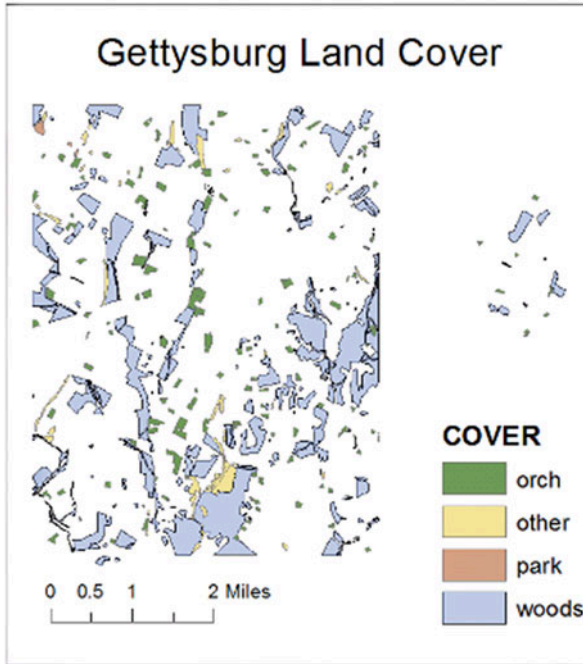 Gettysburg Land Cover
COVER
orch
other
park
woods
0 0.5 1 2 Miles